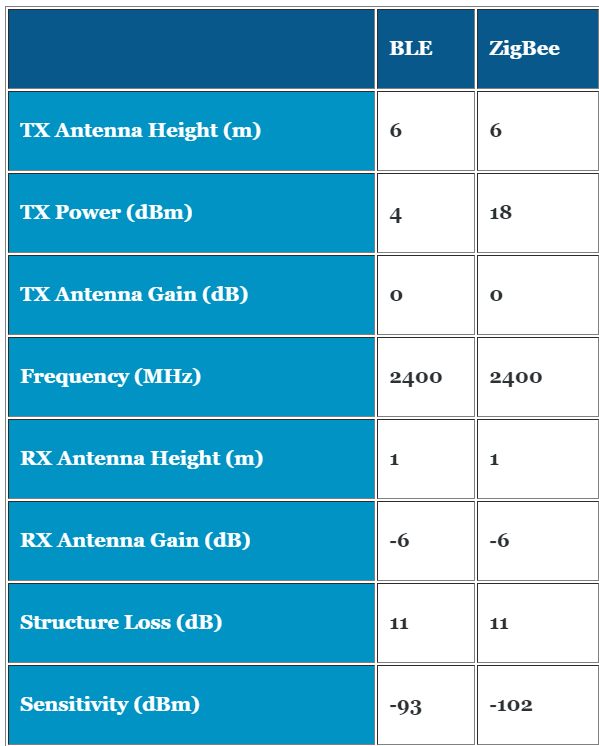 BLE ZigBee
TX Antenna Height (m) 6 6
TX Power (dBm) 4 18
TX Antenna Gain (dB) 0 0
Frequency (MHz) 2400 2400
RX Antenna Height (m) 1 1
RX Antenna Gain (dB) -6 -6
Structure Loss (dB) 11 11
Sensitivity (dBm) -93 -102